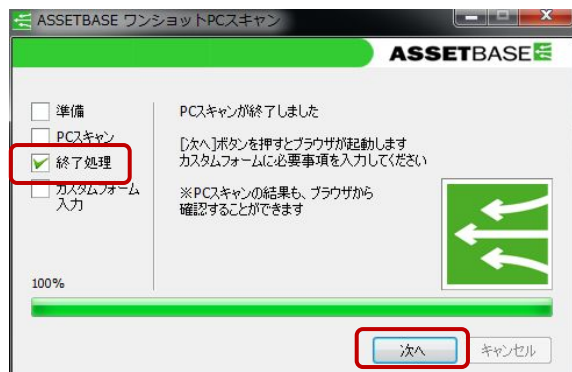 ASSETBASE ワンショットPCスキャン
ASSETBASE
準備
PCスキャン
終了処理
カスタムフォーム
入力
PCスキャンが終了しました
[次へ]ボタンを押すとブラウザが起動します
カスタムフォームに必要事項を入力してください
※PCスキャンの結果も、ブラウザから
確認することができます
100%
次へ
キャンセル